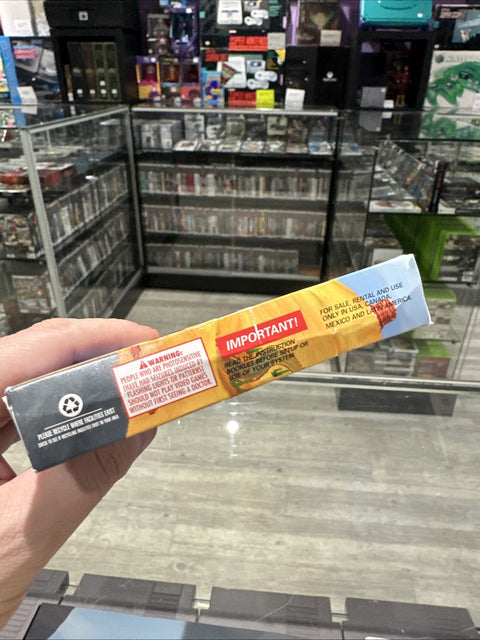 PLEASE RECYCLE WHERE FACILITIES EXIST
⚠ WARNING:
PEOPLE WHO ARE PHOTOSENSITIVE
(HAVE HAD SEIZURES INDUCED BY
FLASHING LIGHTS OR PATTERNS)
SHOULD NOT PLAY VIDEO GAMES
WITHOUT FIRST SEEING A DOCTOR.
IMPORTANT!
READ THE INSTRUCTION
BOOKLET BEFORE SETUP OR
USE OF YOUR SYSTEM.
FOR SALE, RENTAL AND USE
ONLY IN USA, CANADA,
MEXICO AND LATIN AMERICA.